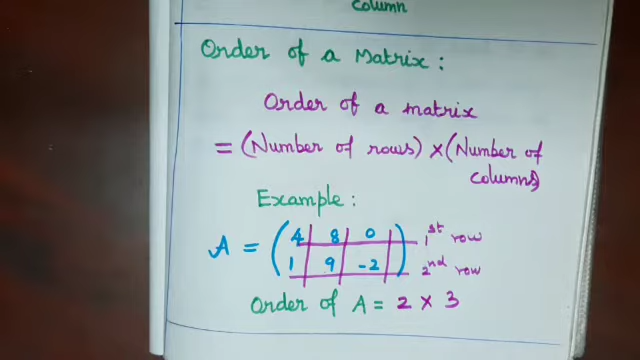 column
Order of a Matrix:
Order of a matrix
= (Number of rows) × (Number of
columns)
Example:
A = ( 4 8 0 ) 1st row
1 9 -2 2nd row
Order of A = 2 × 3